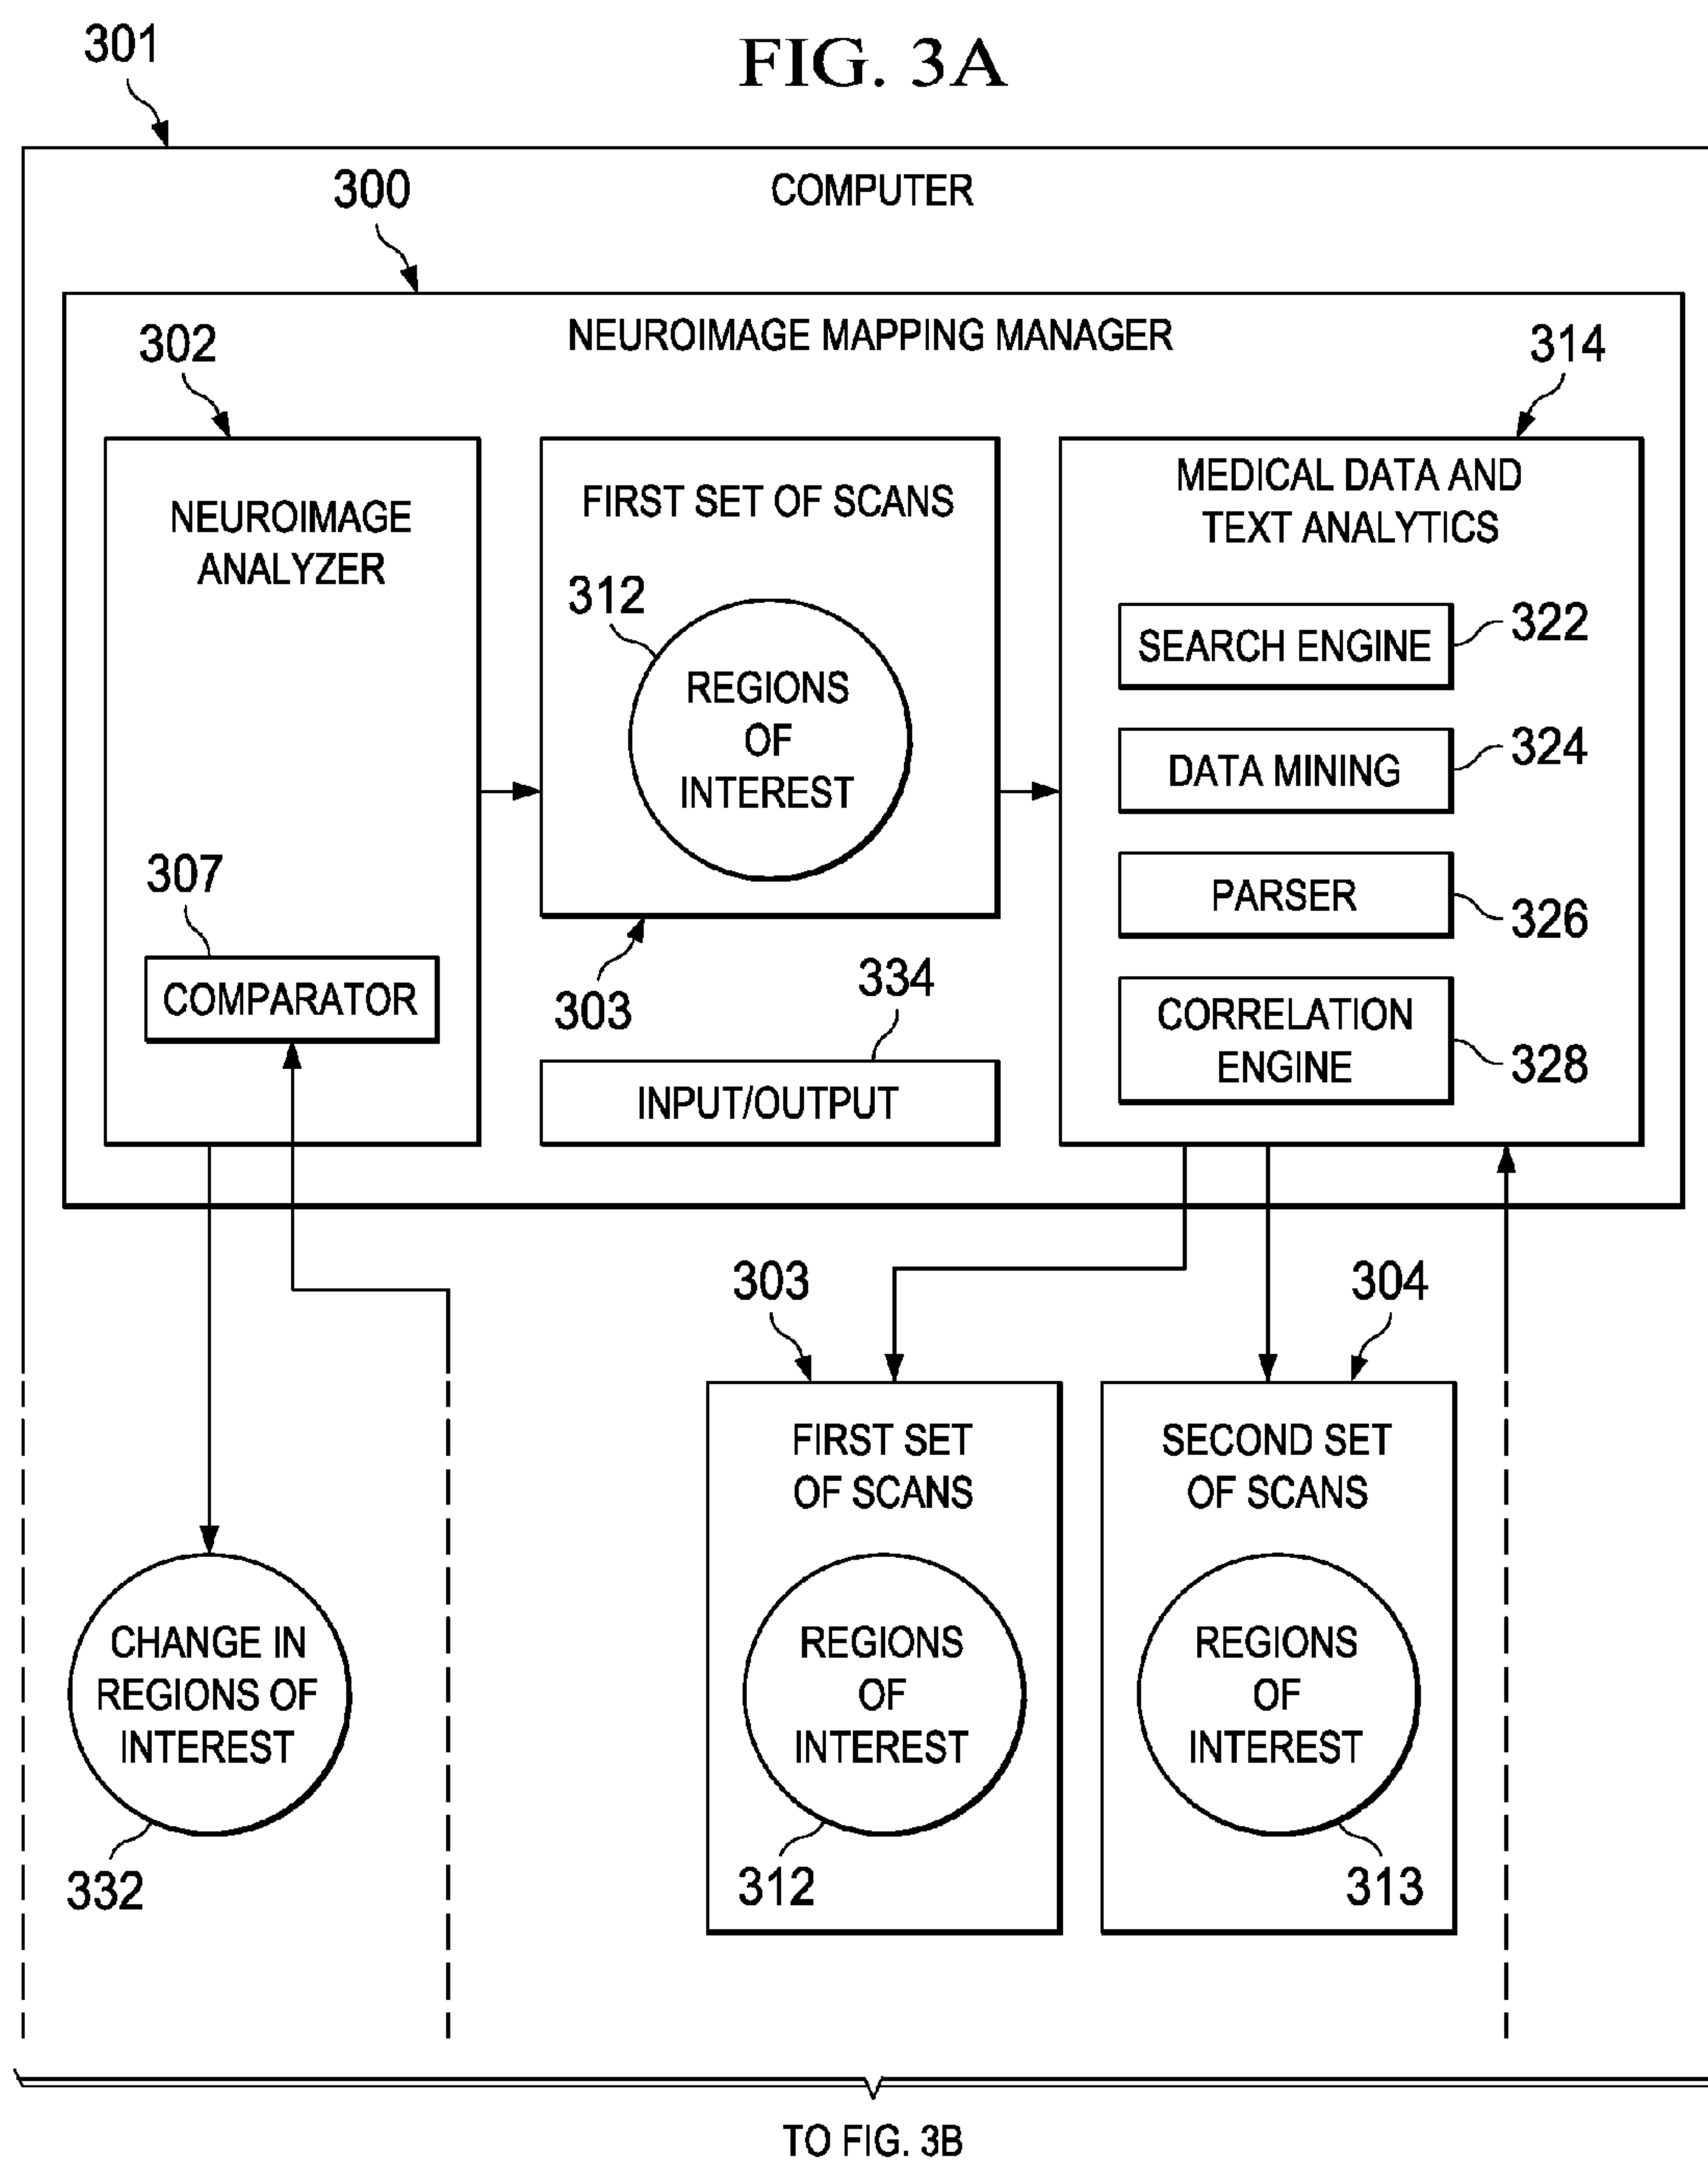 301
FIG. 3A
COMPUTER
300
NEUROIMAGE MAPPING MANAGER
302
314
NEUROIMAGE
ANALYZER
307
COMPARATOR
FIRST SET OF SCANS
312
REGIONS
OF
INTEREST
303
334
INPUT/OUTPUT
MEDICAL DATA AND
TEXT ANALYTICS
SEARCH ENGINE
322
DATA MINING
324
PARSER
326
CORRELATION
ENGINE
328
303
304
FIRST SET
OF SCANS
REGIONS
OF
INTEREST
312
SECOND SET
OF SCANS
REGIONS
OF
INTEREST
313
CHANGE IN
REGIONS OF
INTEREST
332
TO FIG. 3B